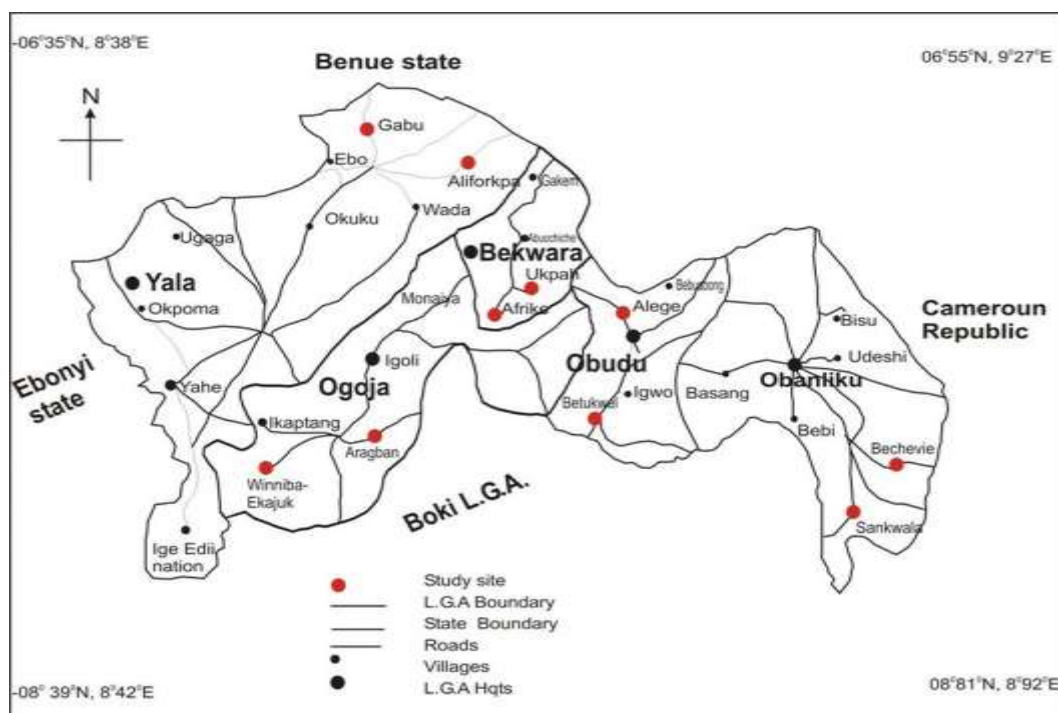 -06°35°N, 8°38°E
06°55°N, 9°27°E
Benue state
N
Gabu
Ebo
Aliforkpa
Gakem
Okuku
Wada
Ugaga
Abuochiche
Bekwara
Yala
Ukpah
Okpoma
Monaiya
Afrike
Alege
Cameroun
Republic
Bisu
Obudu
Udeshi
Ebonyi
state
Yahe
Ogoja
Igoli
Basang
Obanliku
Igwo
Betukwel
Ikaptang
Bebi
Aragban
Bechevie
Winniba-
Ekajuk
Boki L.G.A.
Sankwala
Ige Edii
nation
Study site
L.G.A Boundary
State Boundary
Roads
Villages
L.G.A Hqts
-08° 39°N, 8°42°E
08°81°N, 8°92°E